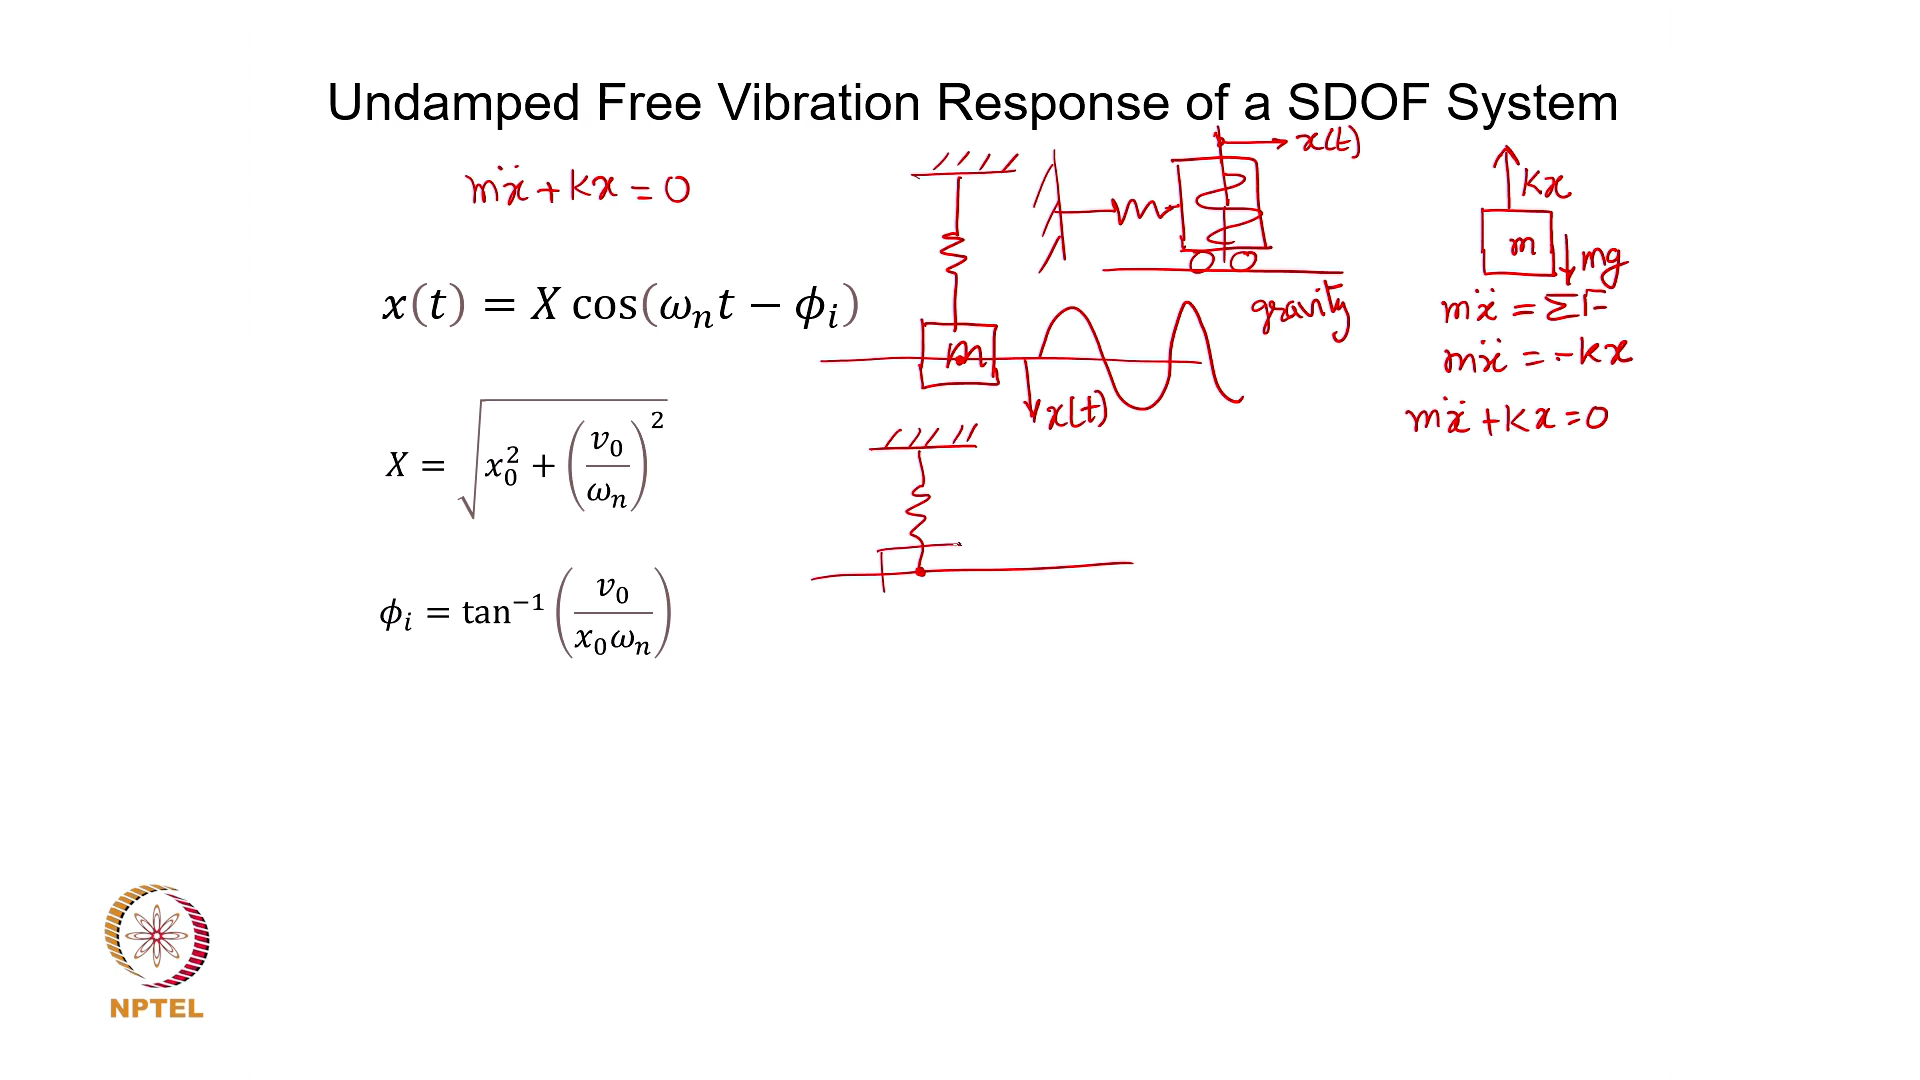 Undamped Free Vibration Response of a SDOF System
mẍ + kx = 0
x(t) = X cos(ωₙt − ϕᵢ)
X = √(x₀² + (v₀/ωₙ)²)
ϕᵢ = tan⁻¹(v₀/(x₀ωₙ))
x(t)
gravity
m
x(t)
kx
m
mg
mẍ = ΣF
mẍ = -kx
mẍ + kx = 0
NPTEL